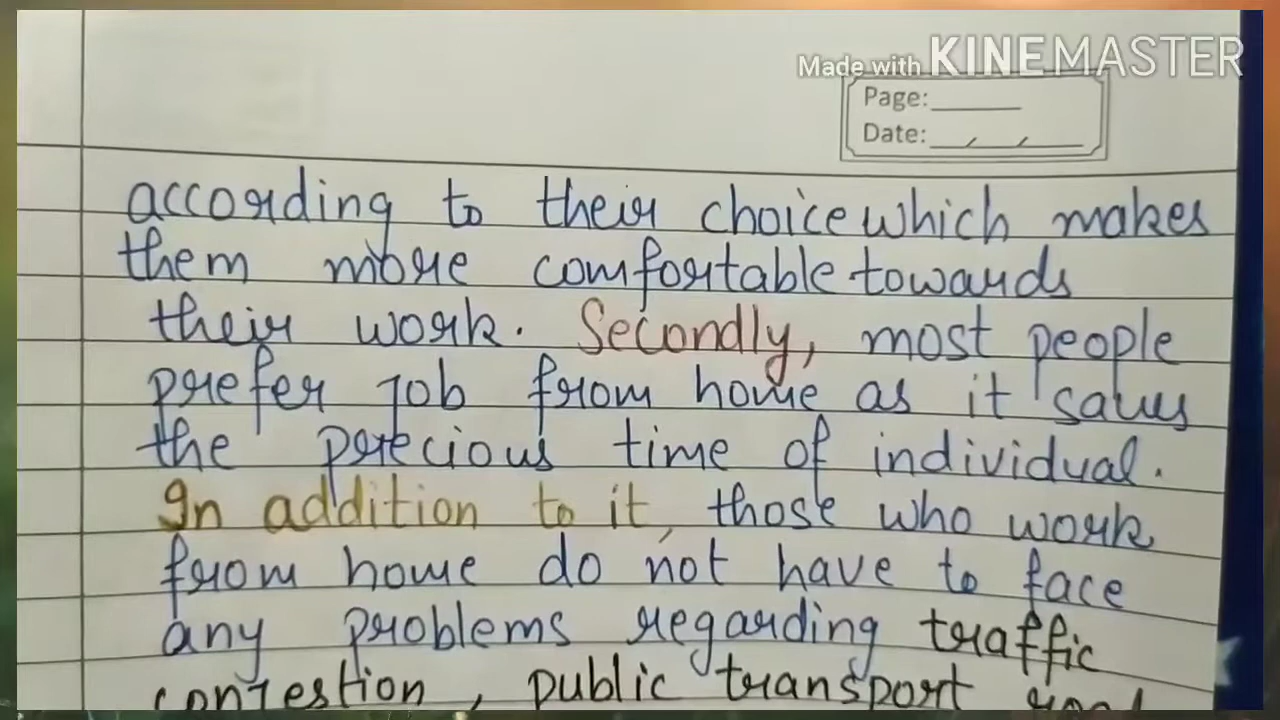 Made with KINEMASTER
Page:
Date:
according to their choice which makes
them more comfortable towards
their work. Secondly, most people
prefer job from home as it saves
the precious time of individual.
In addition to it, those who work
from home do not have to face
any problems regarding traffic
contestion, public transport